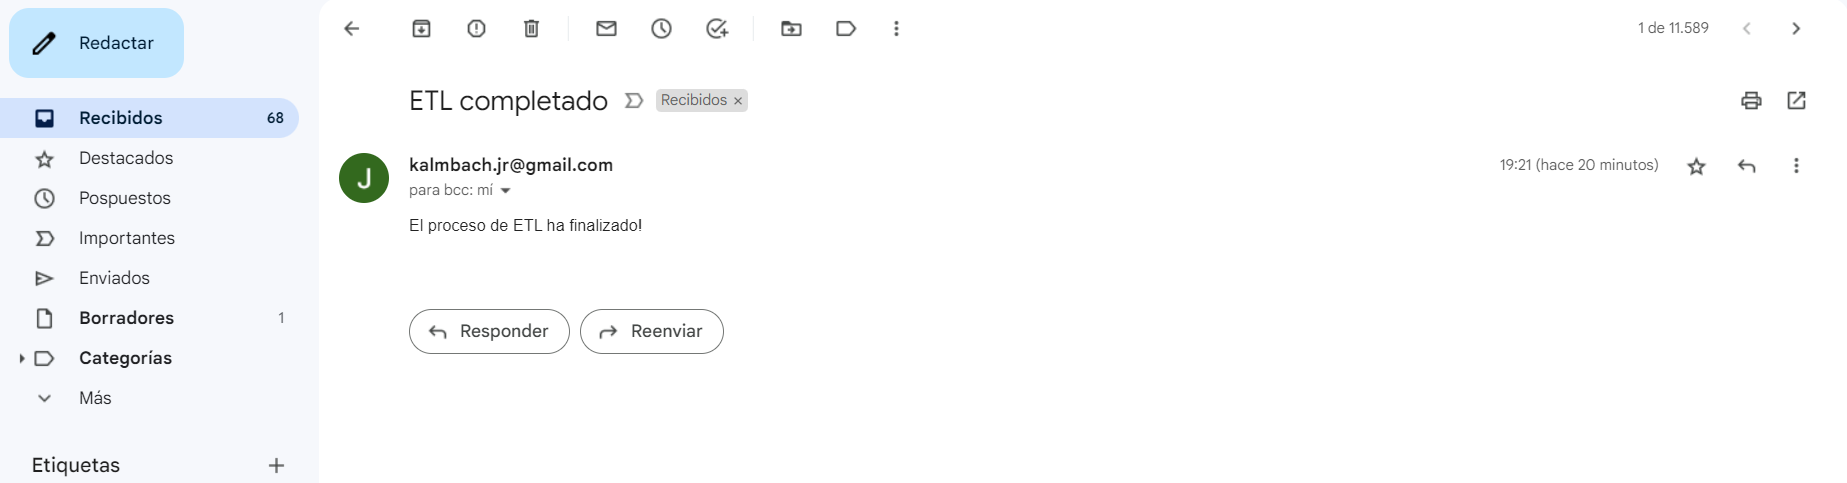 Redactar
Recibidos 68
Destacados
Pospuestos
Importantes
Enviados
Borradores 1
Categorías
Más
Etiquetas
1 de 11.589
ETL completado Recibidos ×
J
kalmbach.jr@gmail.com 19:21 (hace 20 minutos)
para bcc: mí
El proceso de ETL ha finalizado!
Responder Reenviar